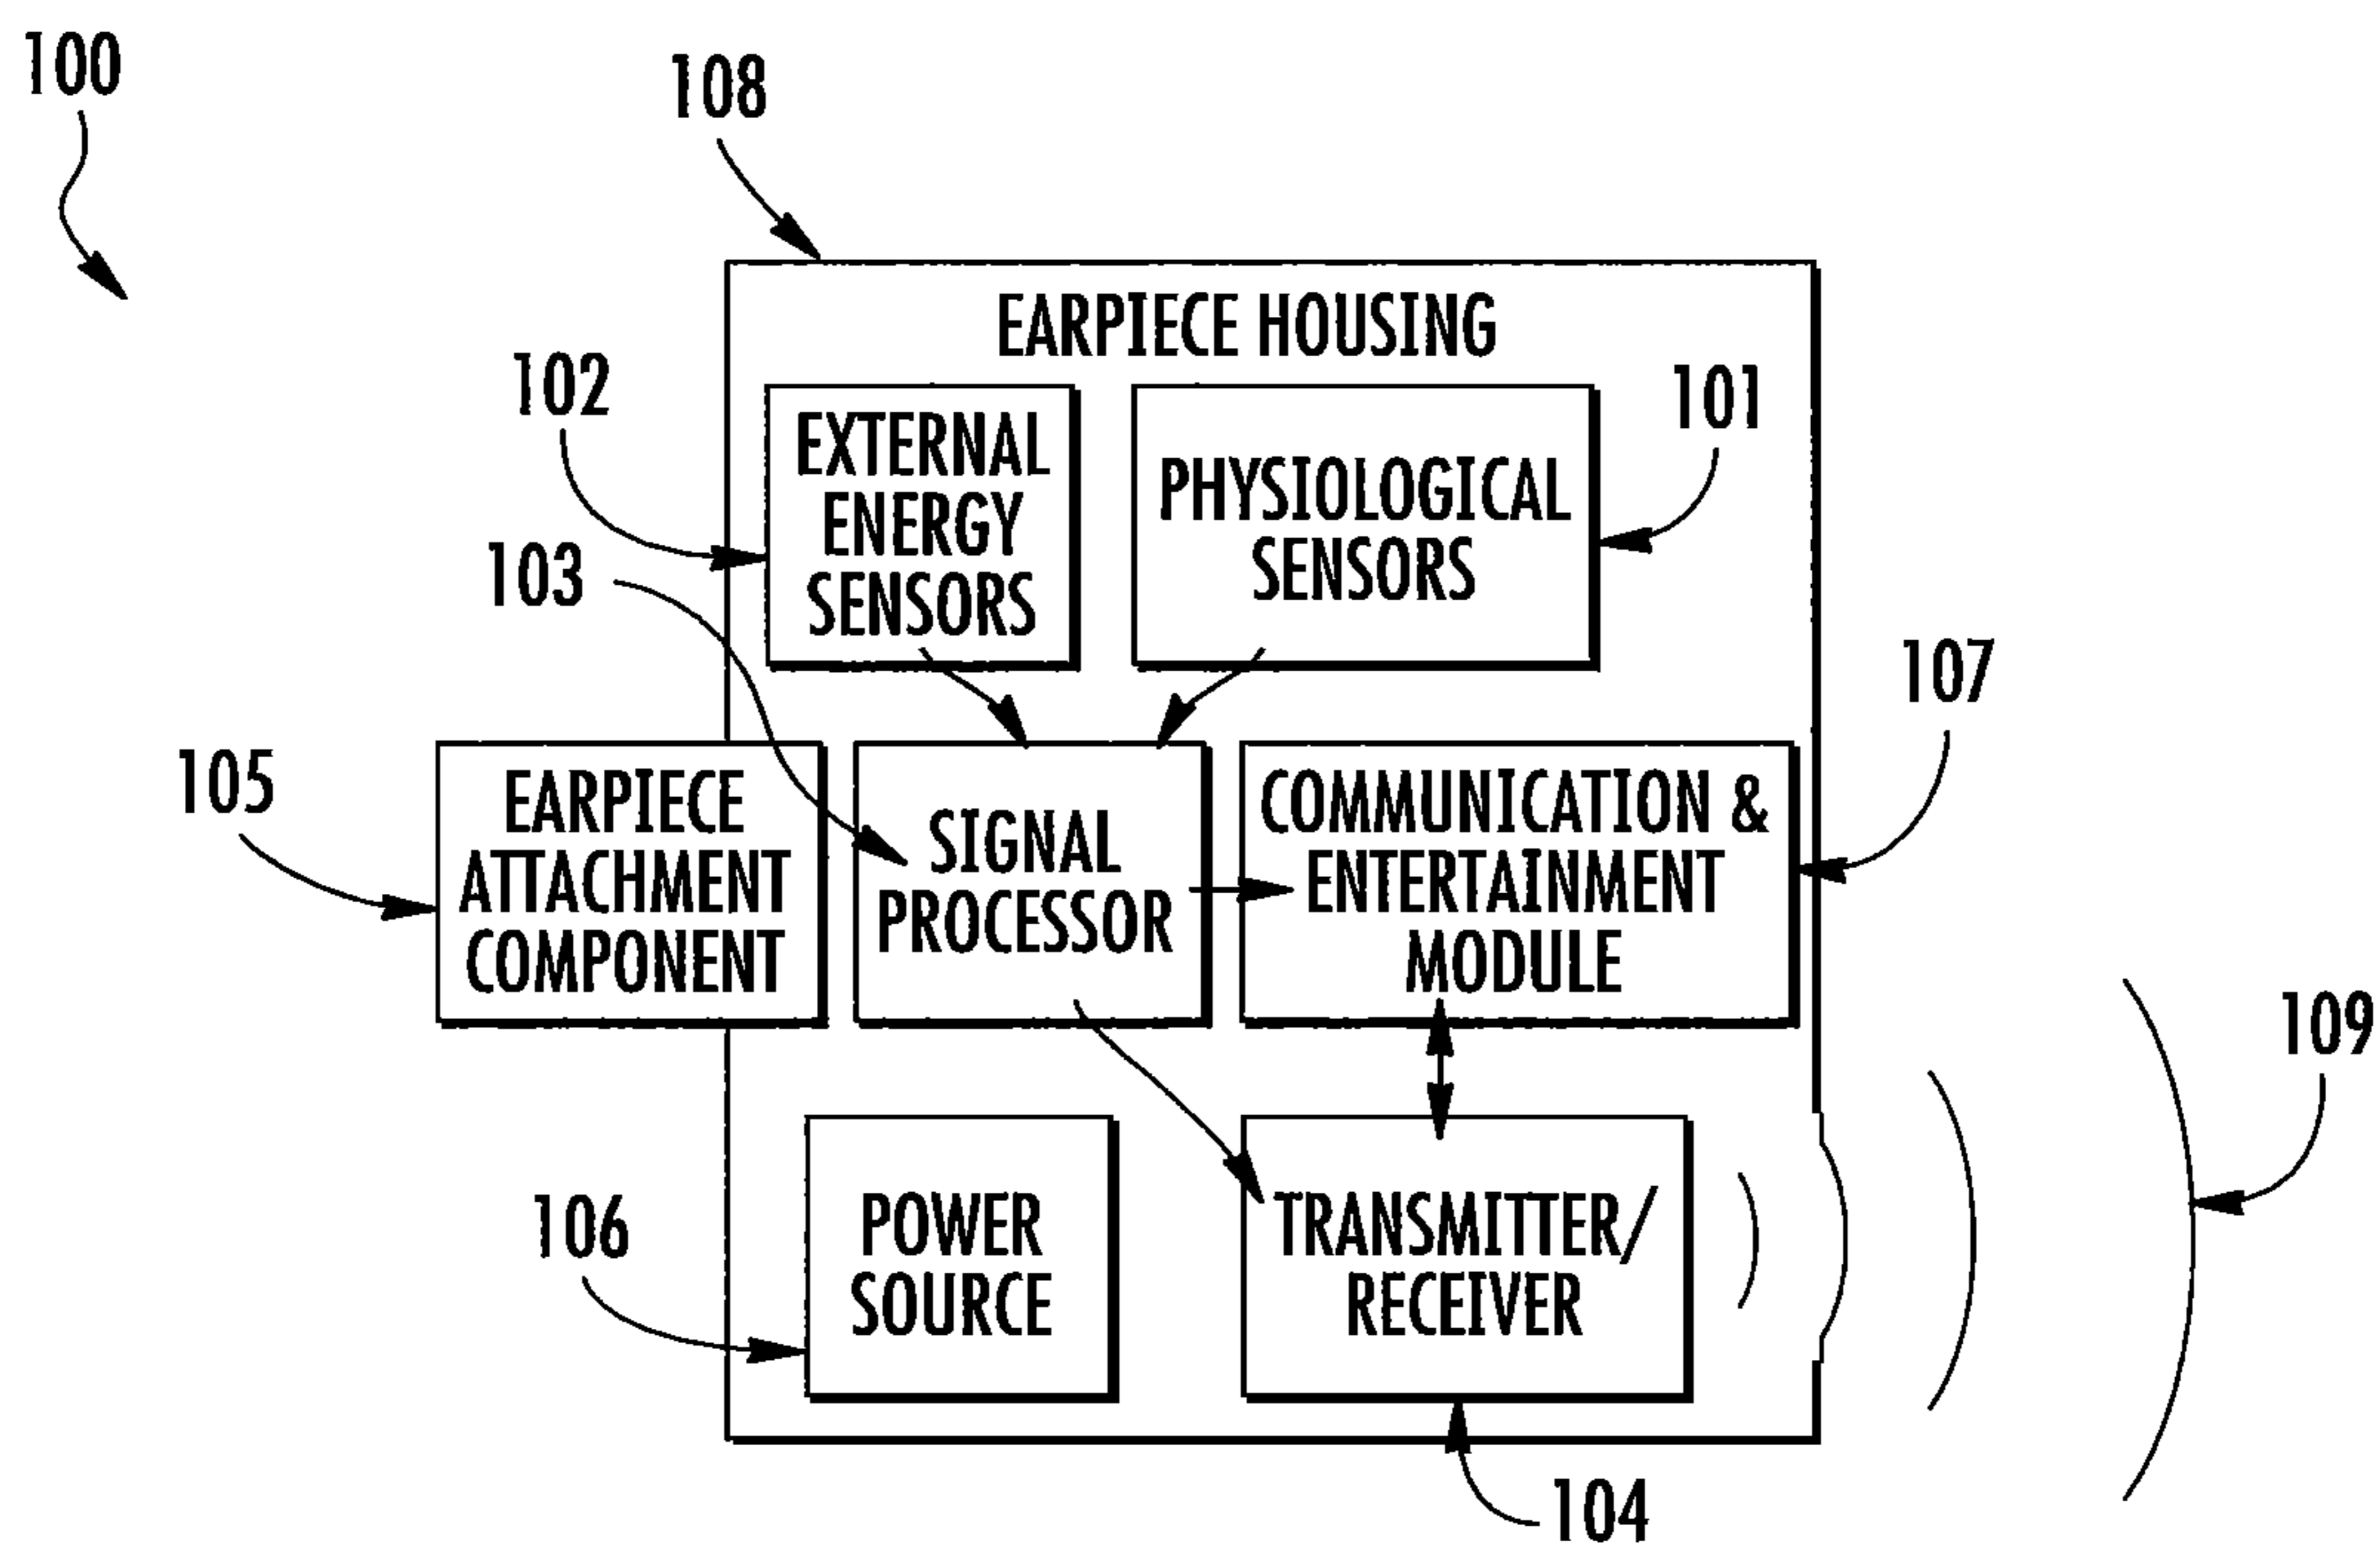 100
108
EARPIECE HOUSING
102
101
EXTERNAL
ENERGY
SENSORS
PHYSIOLOGICAL
SENSORS
103
107
105
EARPIECE
ATTACHMENT
COMPONENT
SIGNAL
PROCESSOR
COMMUNICATION &
ENTERTAINMENT
MODULE
109
106
POWER
SOURCE
TRANSMITTER/
RECEIVER
104